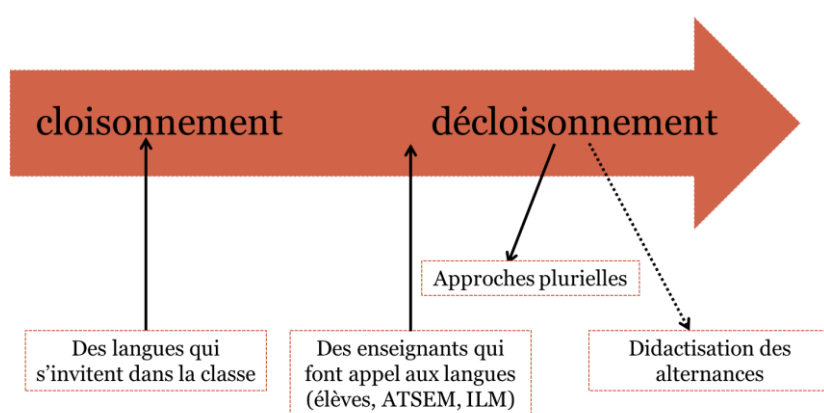 cloisonnement
décloisonnement
Approches plurielles
Des langues qui
s'invitent dans la classe
Des enseignants qui
font appel aux langues
(élèves, ATSEM, ILM)
Didactisation des
alternances